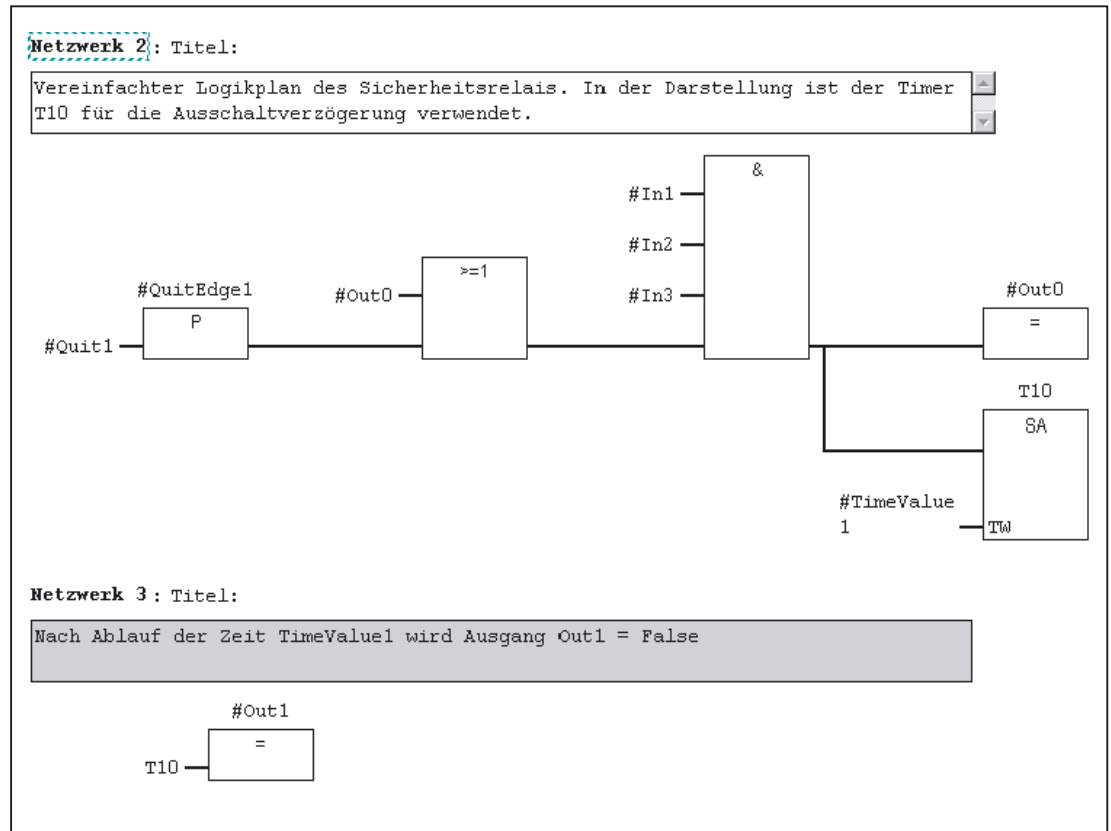 Netzwerk 2: Titel:
Vereinfachter Logikplan des Sicherheitsrelais. In der Darstellung ist der Timer
T10 für die Ausschaltverzögerung verwendet.
&
#In1
#In2
#In3
>=1
#Out0
#QuitEdge1
P
#Quit1
#Out0
=
T10
SA
#TimeValue
1
TW
Netzwerk 3: Titel:
Nach Ablauf der Zeit TimeValue1 wird Ausgang Out1 = False
#Out1
=
T10